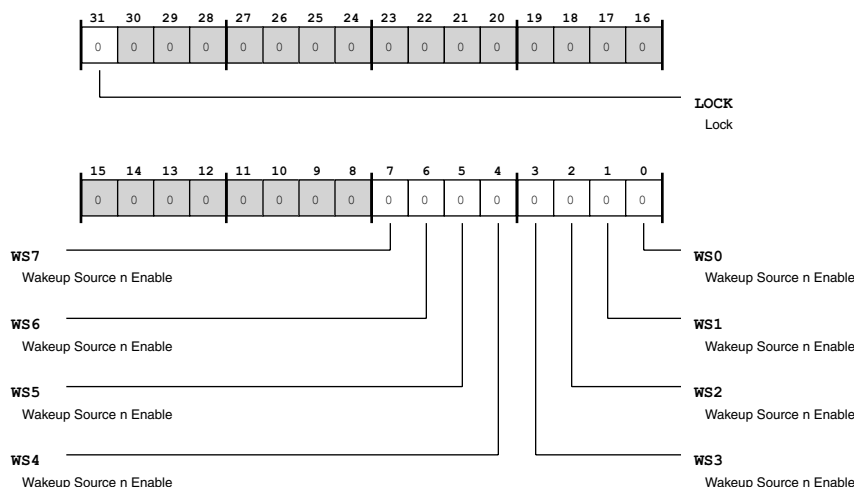 31 30 29 28 27 26 25 24 23 22 21 20 19 18 17 16
0 0 0 0 0 0 0 0 0 0 0 0 0 0 0 0
LOCK
Lock
15 14 13 12 11 10 9 8 7 6 5 4 3 2 1 0
0 0 0 0 0 0 0 0 0 0 0 0 0 0 0 0
WS7 WS0
Wakeup Source n Enable Wakeup Source n Enable
WS6 WS1
Wakeup Source n Enable Wakeup Source n Enable
WS5 WS2
Wakeup Source n Enable Wakeup Source n Enable
WS4 WS3
Wakeup Source n Enable Wakeup Source n Enable